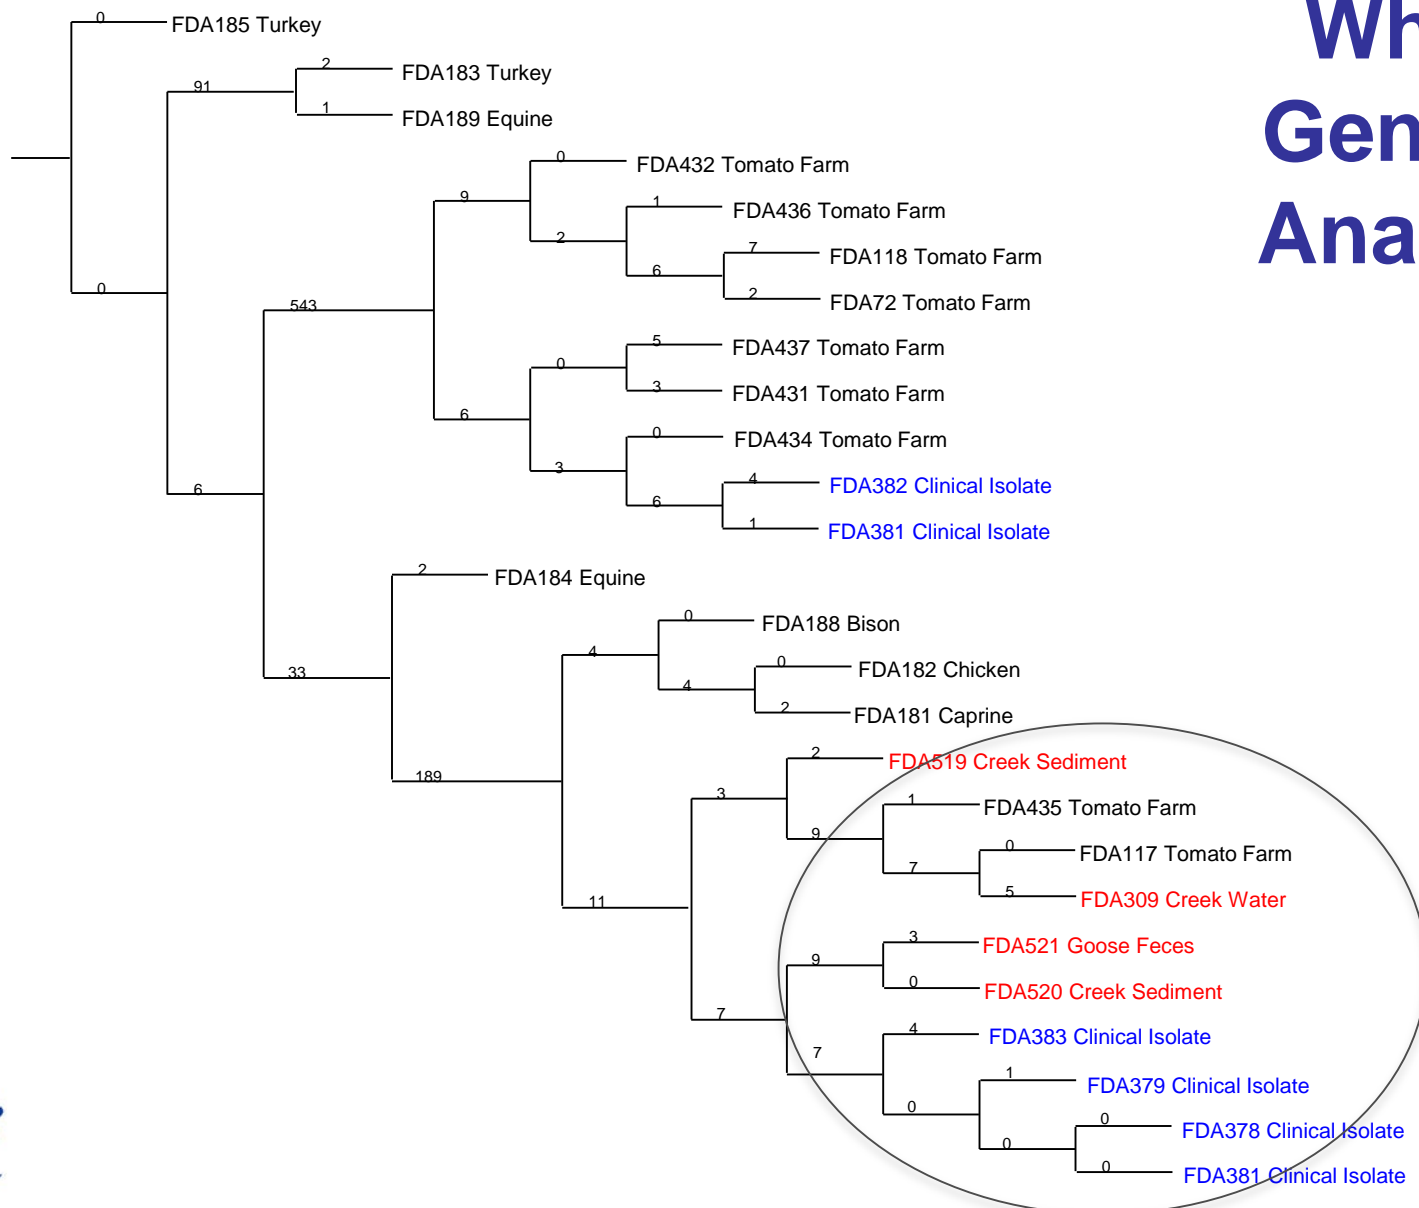 0
FDA185 Turkey
Wh
2
FDA183 Turkey
91
1
FDA189 Equine
Gen
0
FDA432 Tomato Farm
9
1
FDA436 Tomato Farm
2
Ana
7
FDA118 Tomato Farm
6
0
2
FDA72 Tomato Farm
543
5
FDA437 Tomato Farm
0
3
FDA431 Tomato Farm
6
0
FDA434 Tomato Farm
3
4
FDA382 Clinical Isolate
6
6
1
FDA381 Clinical Isolate
2
FDA184 Equine
0
FDA188 Bison
4
0
FDA182 Chicken
33
4
2
FDA181 Caprine
2
FDA519 Creek Sediment
189
3
1
FDA435 Tomato Farm
9
0
FDA117 Tomato Farm
7
5
FDA309 Creek Water
11
3
FDA521 Goose Feces
9
0
FDA520 Creek Sediment
7
4
FDA383 Clinical Isolate
7
1
FDA379 Clinical Isolate
0
0
FDA378 Clinical Isolate
0
0
FDA381 Clinical Isolate